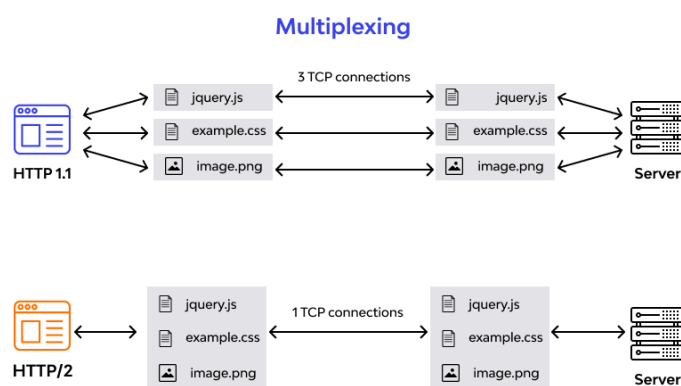 Multiplexing
3 TCP connections
jquery.js
jquery.js
example.css
example.css
image.png
image.png
HTTP 1.1
Server
1 TCP connections
jquery.js
jquery.js
example.css
example.css
image.png
image.png
HTTP/2
Server